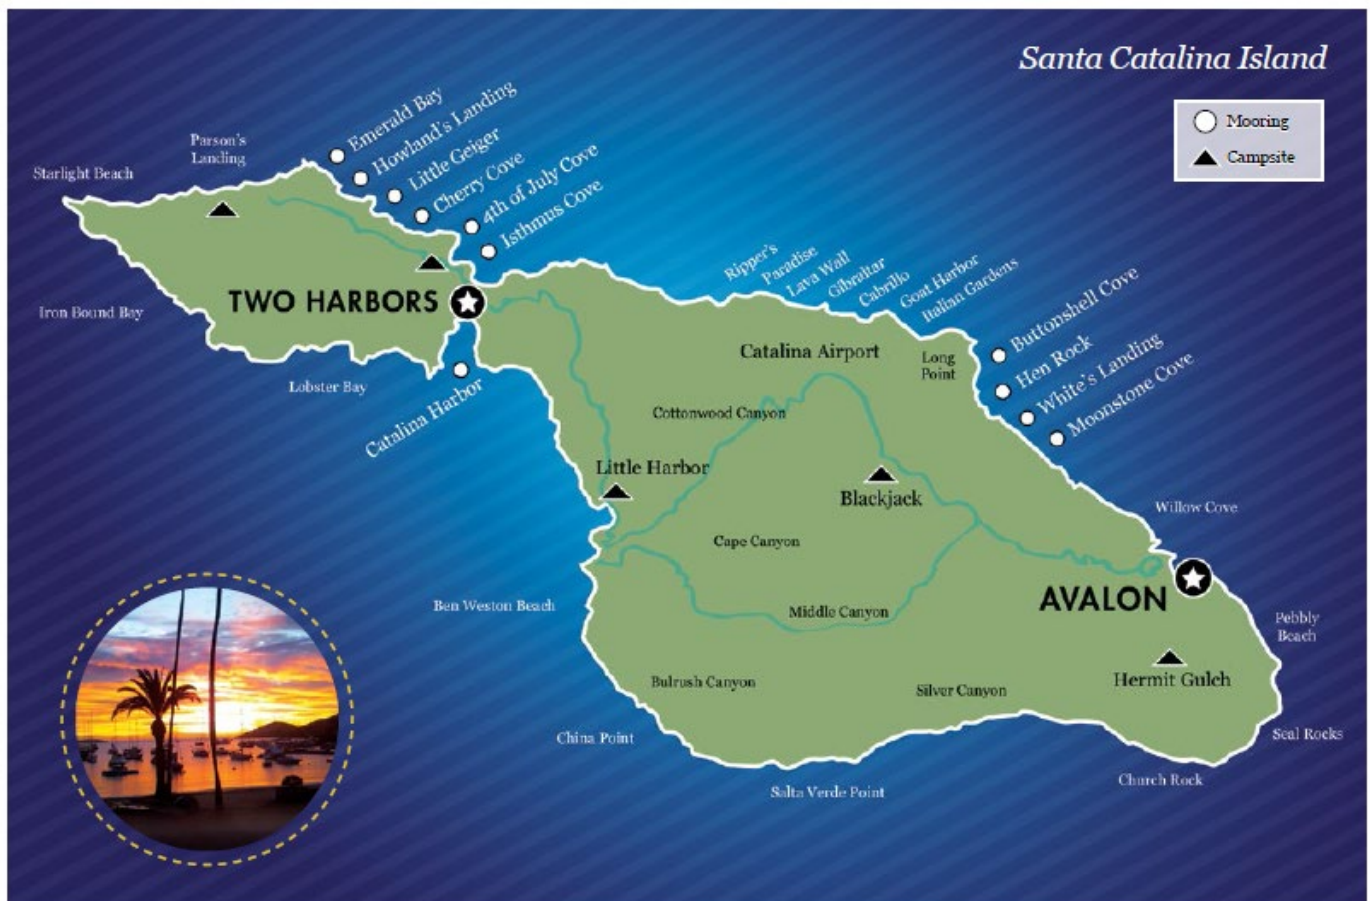 Santa Catalina Island
Mooring
Campsite
Emerald Bay
Howland's Landing
Little Geiger
Cherry Cove
4th of July Cove
Isthmus Cove
Parson's
Landing
Starlight Beach
TWO HARBORS
Iron Bound Bay
Lobster Bay
Catalina Harbor
Ripper's
Paradise
Lava Wall
Gibraltar
Cabrillo
Goat Harbor
Italian Gardens
Buttonshell Cove
Hen Rock
White's Landing
Moonstone Cove
Catalina Airport
Long
Point
Cottonwood Canyon
Little Harbor
Blackjack
Willow Cove
Cape Canyon
AVALON
Ben Weston Beach
Middle Canyon
Pebbly
Beach
Bulrush Canyon
Silver Canyon
Hermit Gulch
China Point
Seal Rocks
Salta Verde Point
Church Rock